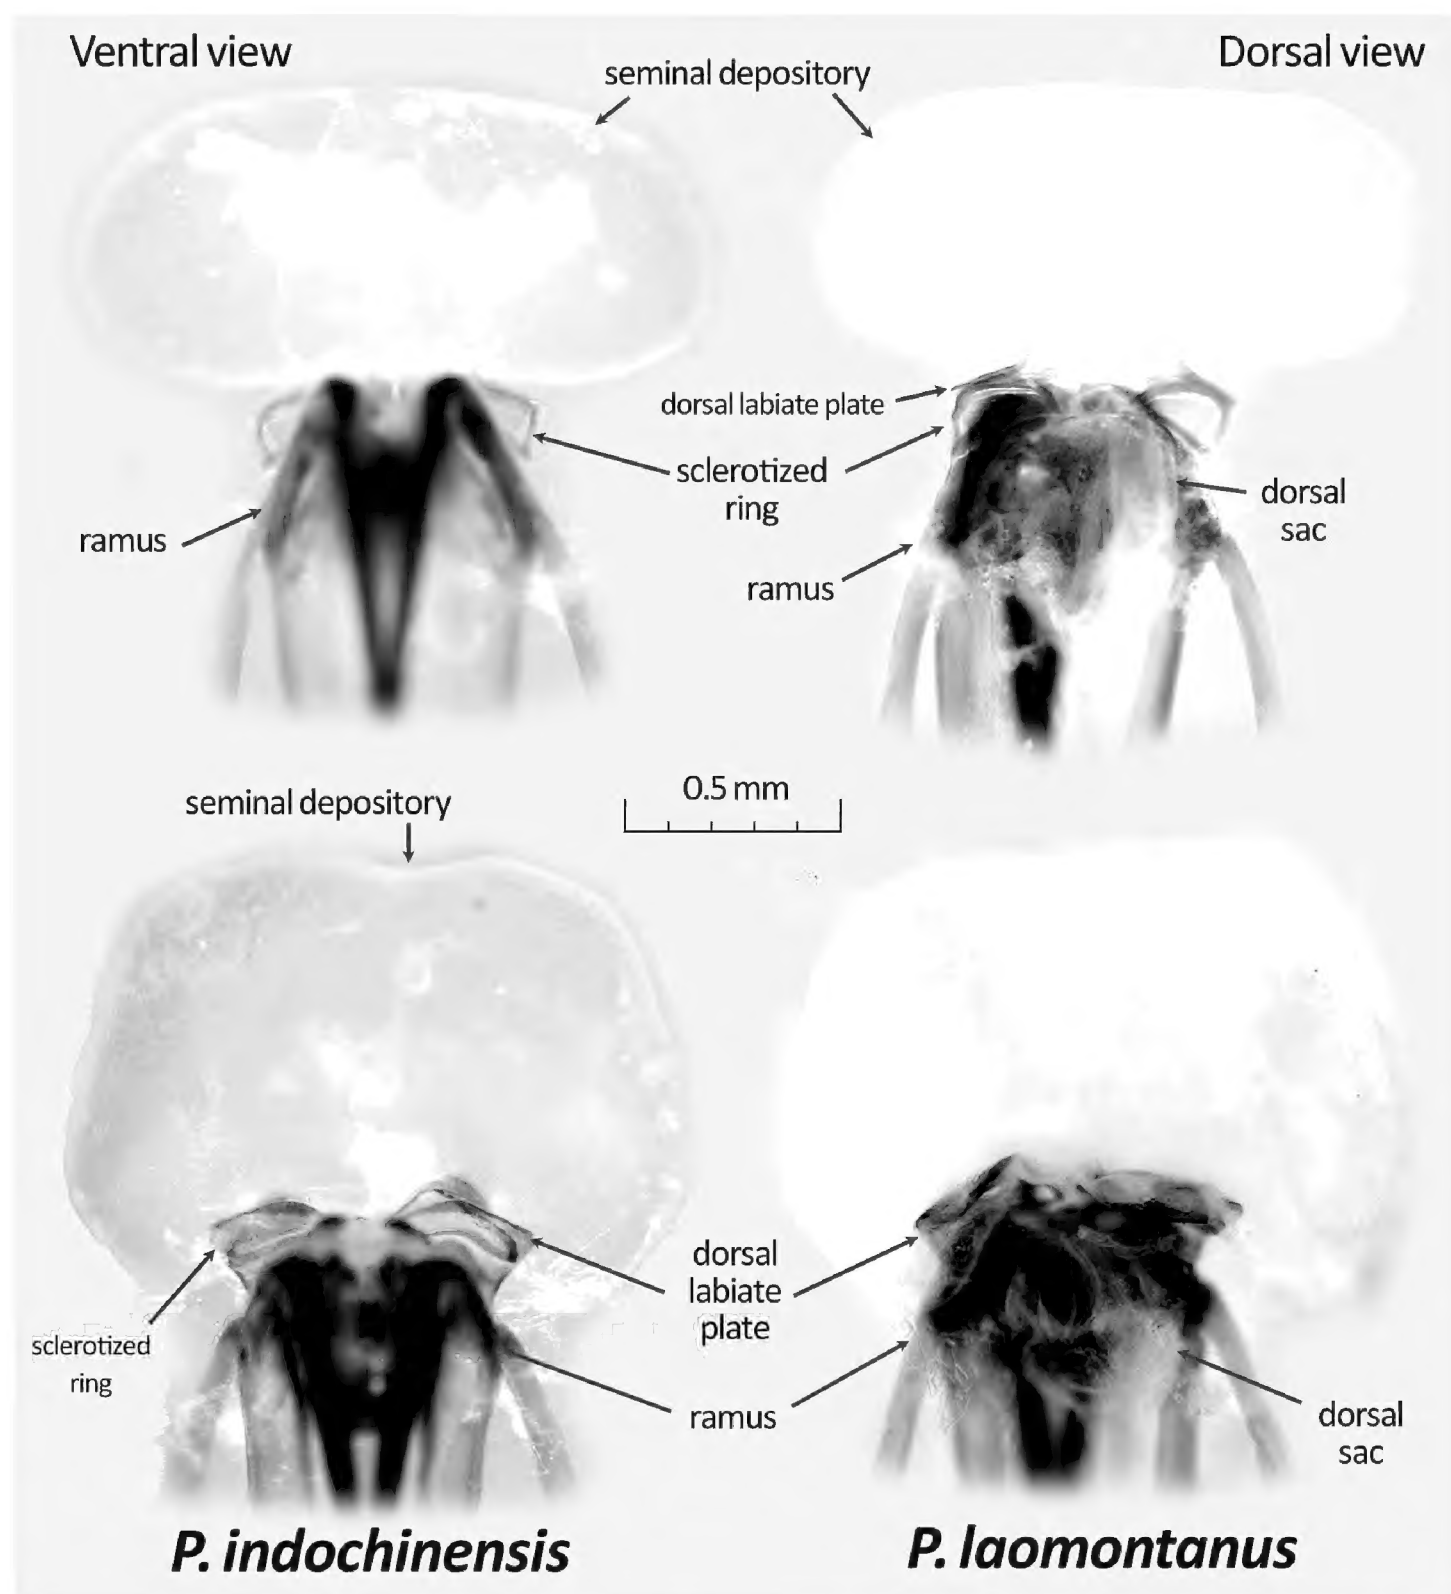 Ventral view
Dorsal view
seminal depository
dorsal labiate plate
sclerotized
ring
dorsal
sac
ramus
ramus
0.5 mm
seminal depository
dorsal
labiate
plate
sclerotized
ring
ramus
dorsal
sac
P. indochinensis
P. laomontanus